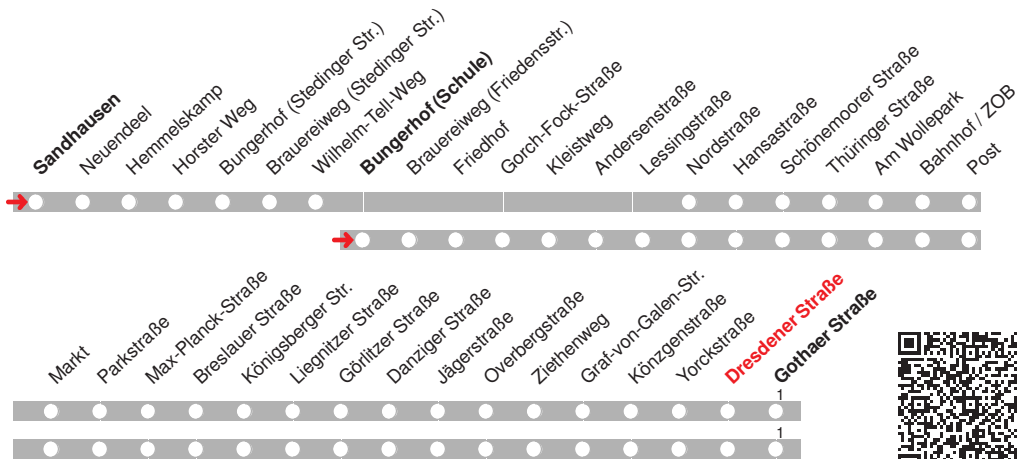 Sandhausen
Neuendeel
Hemmelskamp
Horster Weg
Bungerhof (Stedinger Str.)
Brauereiweg (Stedinger Str.)
Wilhelm-Tell-Weg
Bungerhof (Schule)
Brauereiweg (Friedensstr.)
Friedhof
Gorch-Fock-Straße
Kleistweg
Andersenstraße
Lessingstraße
Nordstraße
Hansastraße
Schönemoorer Straße
Thüringer Straße
Am Wollepark
Bahnhof / ZOB
Post
Markt
Parkstraße
Max-Planck-Straße
Breslauer Straße
Königsberger Str.
Liegnitzer Straße
Görlitzer Straße
Danziger Straße
Jägerstraße
Overbergstraße
Ziethenweg
Graf-von-Galen-Str.
Könzgenstraße
Yorckstraße
Dresdener Straße
Gothaer Straße
1
1